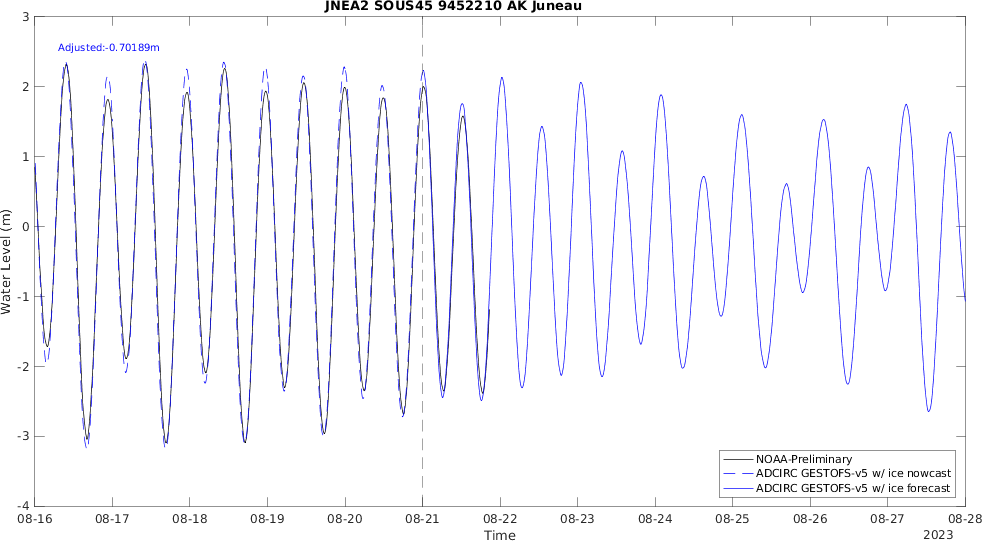 JNEA2 SOUS45 9452210 AK Juneau
Adjusted:-0.70189m
3
2
1
0
-1
-2
-3
-4
Water Level (m)
NOAA-Preliminary
ADCIRC GESTOFS-v5 w/ ice nowcast
ADCIRC GESTOFS-v5 w/ ice forecast
08-16 08-17 08-18 08-19 08-20 08-21 08-22 08-23 08-24 08-25 08-26 08-27 08-28
Time
2023